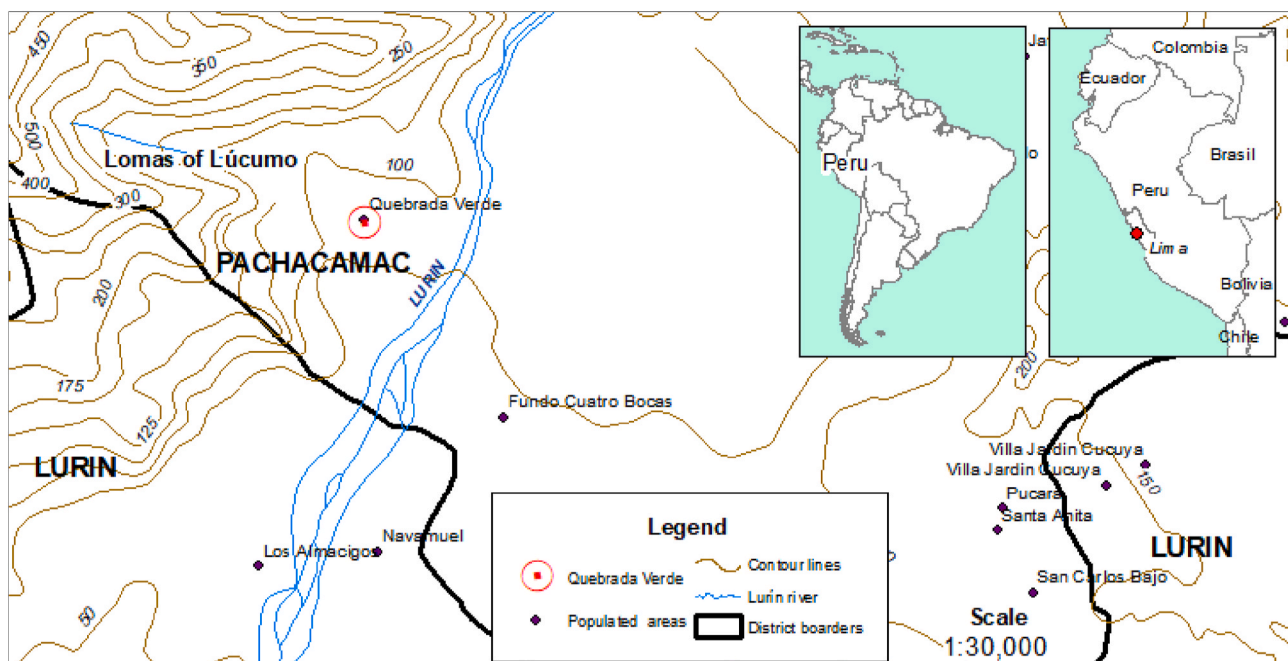 450
350
250
500
Lomas of Lúcumo
400
300
100
Quebrada Verde
PACHACAMAC
LURIN
200
175
125
LURIN
Fundo Cuatro Bocas
Los Almacigos
Navamuel
50
Peru
Colombia
Ecuador
Brasil
Peru
Lima
Bolivia
Chile
200
Villa Jardin Cucuya
Villa Jardin Cucuya
150
Pucara
Santa Anita
LURIN
San Carlos Bajo
Legend
Quebrada Verde
Populated areas
Contour lines
Lurín river
District boarders
Scale
1:30,000